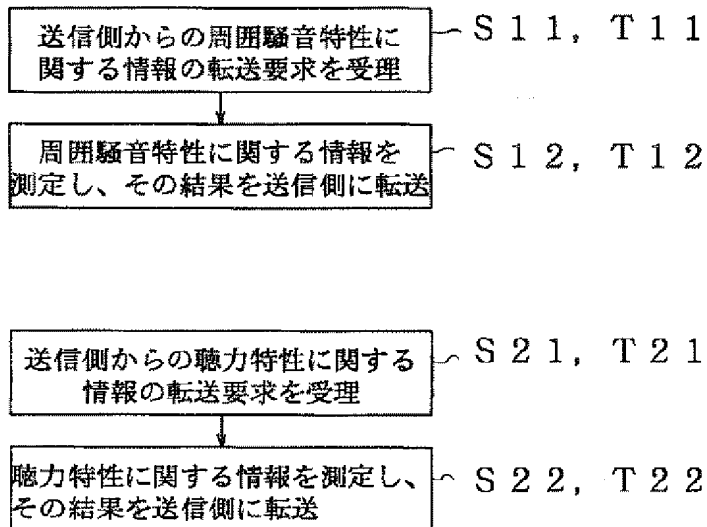 送信側からの周囲騒音特性に
関する情報の転送要求を受理
S11, T11
周囲騒音特性に関する情報を
測定し、その結果を送信側に転送
S12, T12
送信側からの聴力特性に関する
情報の転送要求を受理
S21, T21
聴力特性に関する情報を測定し、
その結果を送信側に転送
S22, T22